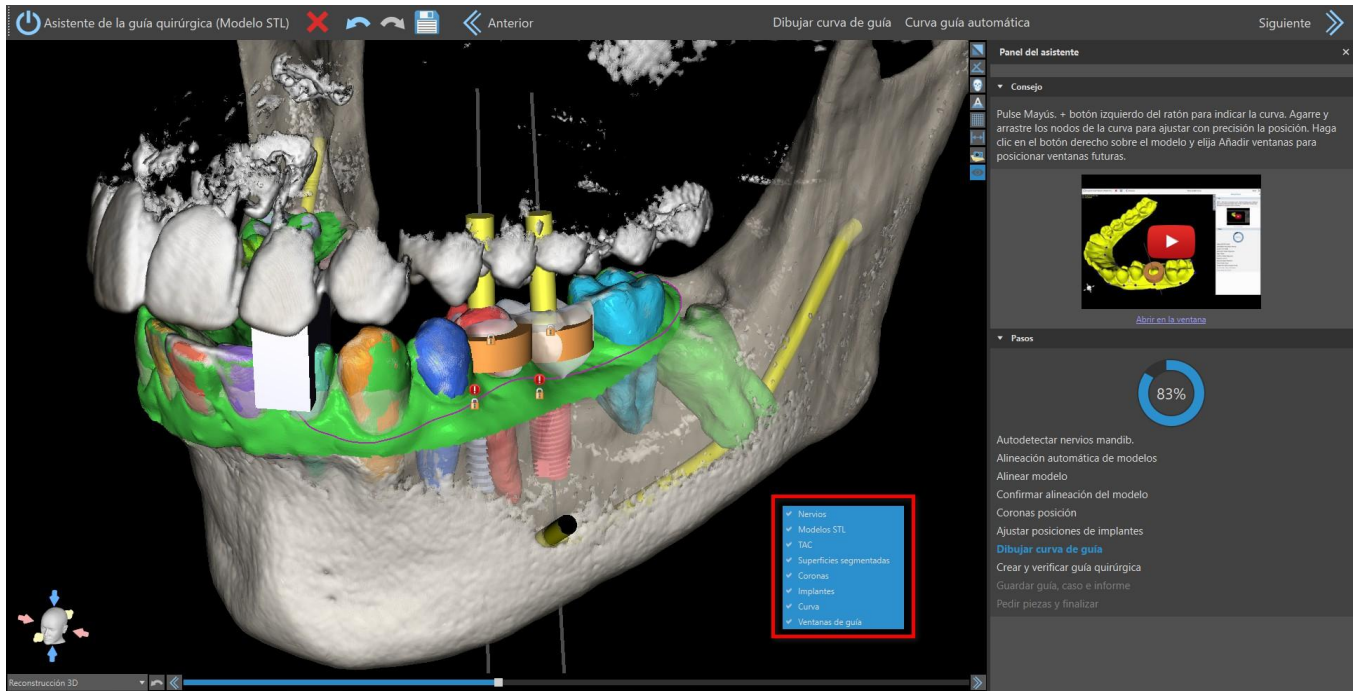 Asistente de la guía quirúrgica (Modelo STL)
Anterior
Dibujar curva de guía
Curva guía automática
Siguiente
A
Panel del asistente
Consejo
Pulse Mayús. + botón izquierdo del ratón para indicar la curva. Agarre y
arrastre los nodos de la curva para ajustar con precisión la posición. Haga
clic en el botón derecho sobre el modelo y elija Añadir ventanas para
posicionar ventanas futuras.
Abrir en la ventana
Pasos
83%
Autodetectar nervios mandib.
Alineación automática de modelos
Alinear modelo
Confirmar alineación del modelo
Coronas posición
Ajustar posiciones de implantes
Dibujar curva de guía
Crear y verificar guía quirúrgica
Guardar guía, caso e informe
Pedir piezas y finalizar
Nervios
Modelos STL
TAC
Superficies segmentadas
Coronas
Implantes
Curva
Ventanas de guía
Reconstrucción 3D